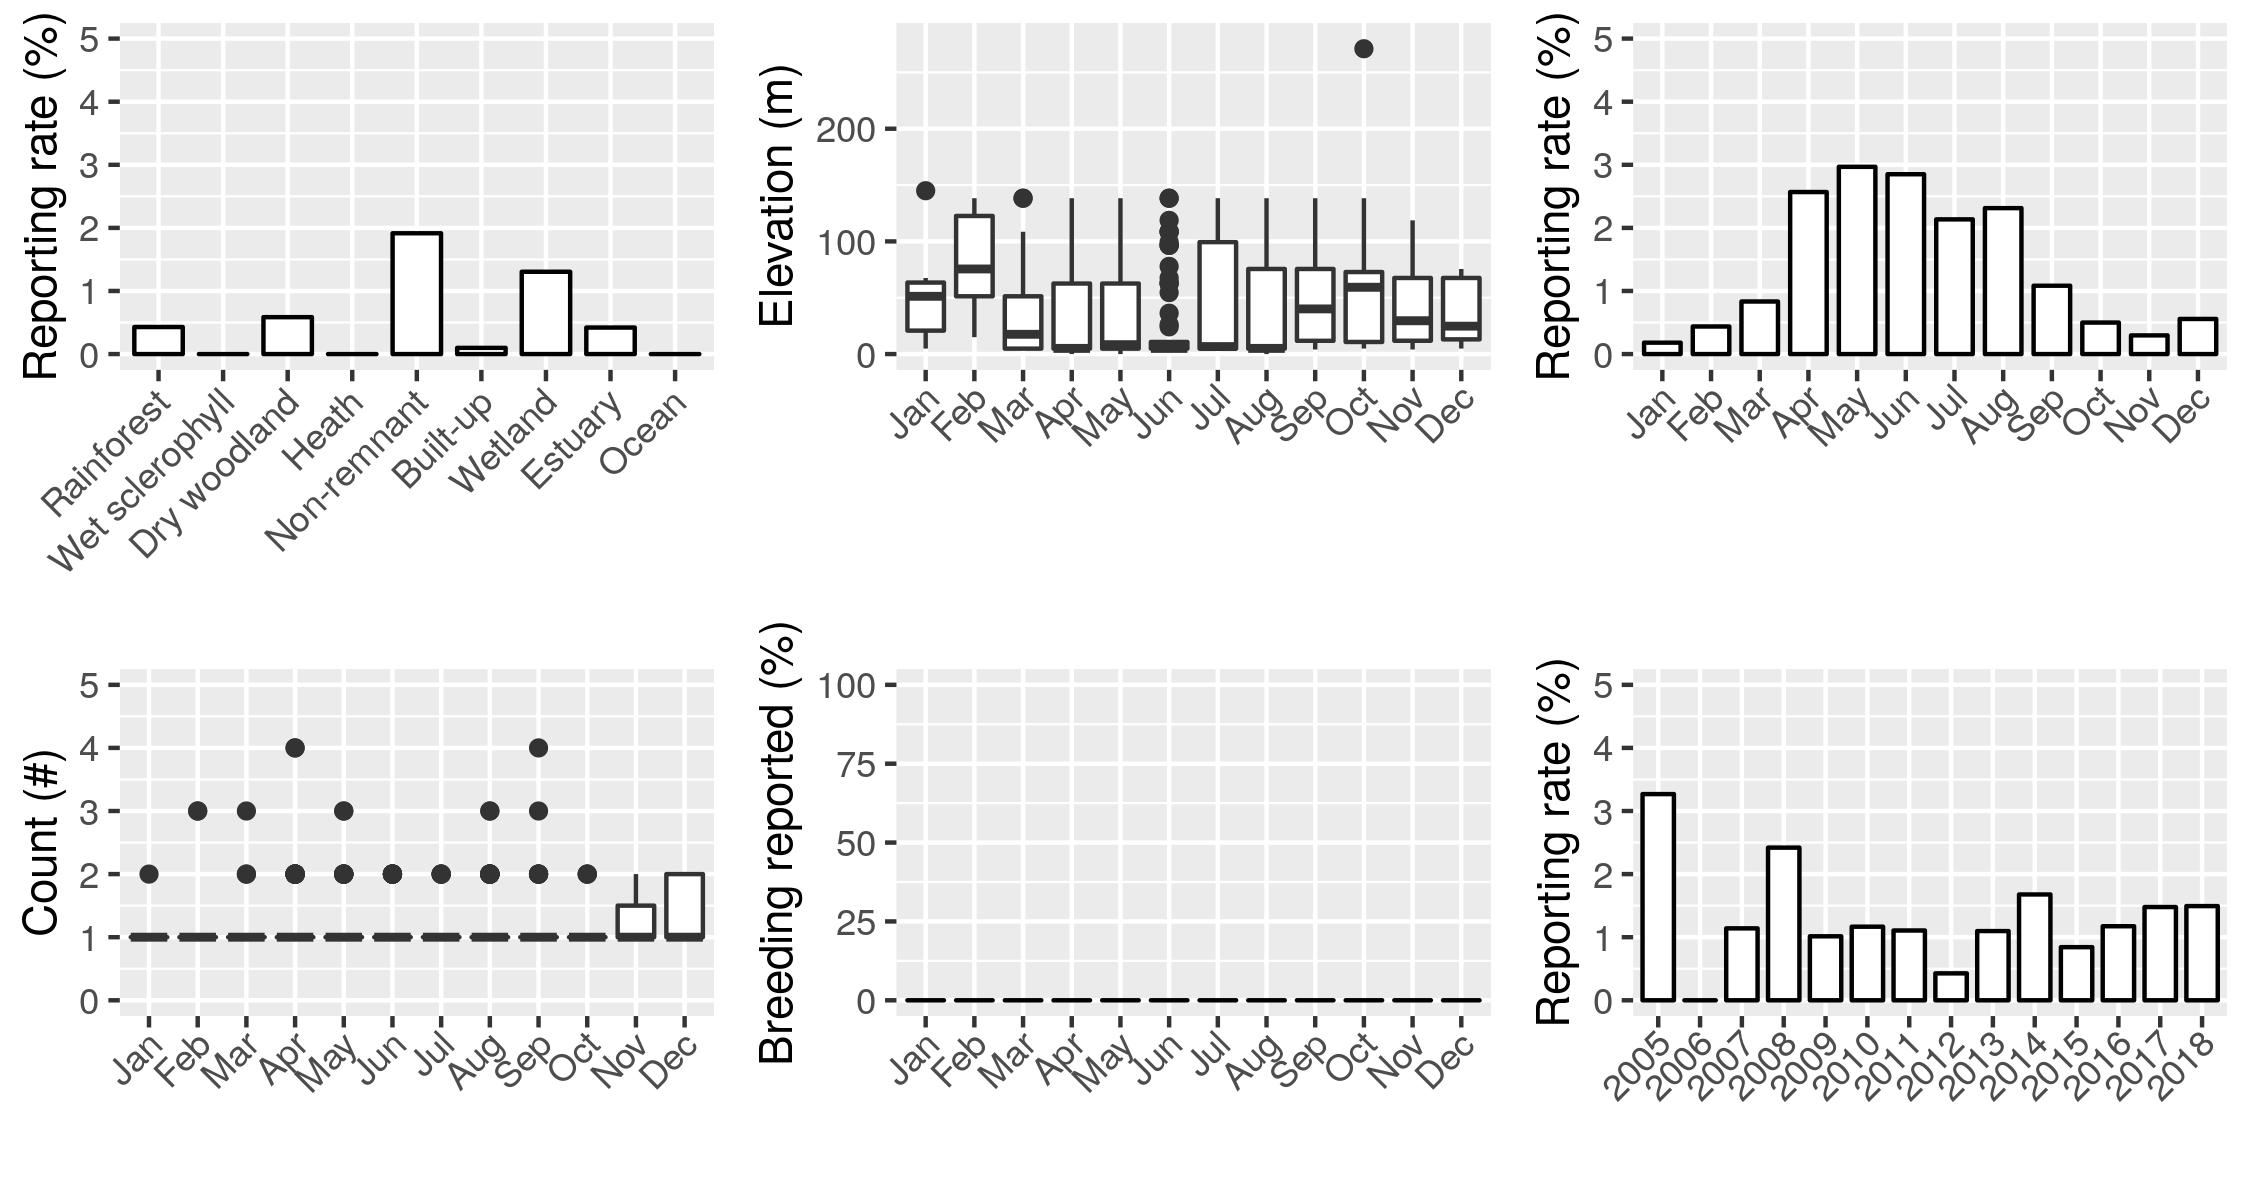 Reporting rate (%)
5
4
3
2
1
0
Rainforest
Wet sclerophyll
Dry woodland
Heath
Non-remnant
Built-up
Wetland
Estuary
Ocean
Elevation (m)
200
100
0
Jan
Feb
Mar
Apr
May
Jun
Jul
Aug
Sep
Oct
Nov
Dec
Reporting rate (%)
5
4
3
2
1
0
Jan
Feb
Mar
Apr
May
Jun
Jul
Aug
Sep
Oct
Nov
Dec
Count (#)
5
4
3
2
1
0
Jan
Feb
Mar
Apr
May
Jun
Jul
Aug
Sep
Oct
Nov
Dec
Breeding reported (%)
100
75
50
25
0
Jan
Feb
Mar
Apr
May
Jun
Jul
Aug
Sep
Oct
Nov
Dec
Reporting rate (%)
5
4
3
2
1
0
2005
2006
2007
2008
2009
2010
2011
2012
2013
2014
2015
2016
2017
2018